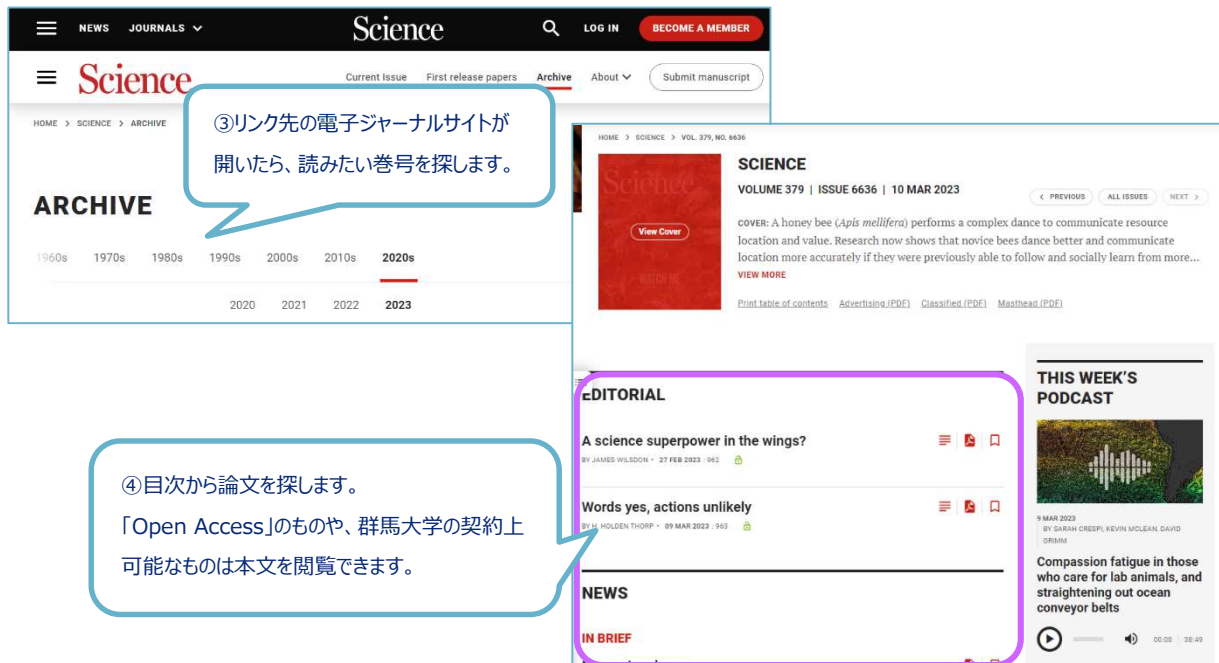 NEWS JOURNALS Science LOG IN BECOME A MEMBER
Science Current Issue First release papers Archive About Submit manuscript
HOME > SCIENCE > ARCHIVE
③リンク先の電子ジャーナルサイトが
開いたら、読みたい巻号を探します。
ARCHIVE
1960s 1970s 1980s 1990s 2000s 2010s 2020s
2020 2021 2022 2023
HOME > SCIENCE > VOL. 379, NO. 6636
Science
View Cover
SCIENCE
VOLUME 379 | ISSUE 6636 | 10 MAR 2023
< PREVIOUS ALL ISSUES NEXT >
COVER: A honey bee (Apis mellifera) performs a complex dance to communicate resource
location and value. Research now shows that novice bees dance better and communicate
location more accurately if they were previously able to follow and socially learn from more...
VIEW MORE
Print table of contents Advertising (PDF) Classified (PDF) Masthead (PDF)
EDITORIAL
A science superpower in the wings?
BY JAMES WILSDON • 27 FEB 2023 : 962
Words yes, actions unlikely
BY H. HOLDEN THORP • 09 MAR 2023 : 963
NEWS
IN BRIEF
④目次から論文を探します。
「Open Access」のものや、群馬大学の契約上
可能なものは本文を閲覧できます。
THIS WEEK'S
PODCAST
9 MAR 2023
BY SARAH CRESPI, KEVIN MCLEAN, DAVID
GRIMM
Compassion fatigue in those
who care for lab animals, and
straightening out ocean
conveyor belts
00:00 38:49